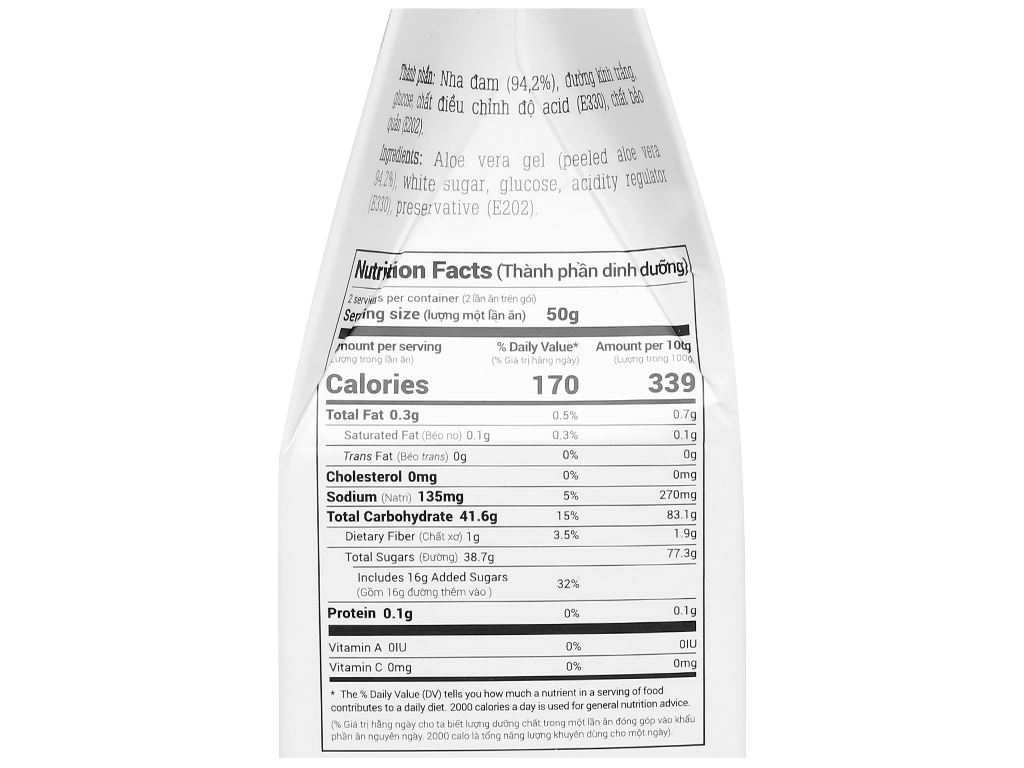 Thành phần: Nha đam (94,2%), đường kính trắng,
glucose, chất điều chỉnh độ acid (E330), chất bảo
quản (E202).
Ingredients: Aloe vera gel (peeled aloe vera
94.2%), white sugar, glucose, acidity regulator
(E330), preservative (E202).
Nutrition Facts (Thành phần dinh dưỡng)
2 servings per container (2 lần ăn trên gói)
Serving size (lượng một lần ăn) 50g
Amount per serving % Daily Value* Amount per 100g
(Lượng trong lần ăn) (% Giá trị hàng ngày) (Lượng trong 100g)
Calories 170 339
Total Fat 0.3g 0.5% 0.7g
Saturated Fat (Béo no) 0.1g 0.3% 0.1g
Trans Fat (Béo trans) 0g 0% 0g
Cholesterol 0mg 0% 0mg
Sodium (Natri) 135mg 5% 270mg
Total Carbohydrate 41.6g 15% 83.1g
Dietary Fiber (Chất xơ) 1g 3.5% 1.9g
Total Sugars (Đường) 38.7g 77.3g
Includes 16g Added Sugars 32%
(Gồm 16g đường thêm vào )
Protein 0.1g 0% 0.1g
Vitamin A 0IU 0% 0IU
Vitamin C 0mg 0% 0mg
* The % Daily Value (DV) tells you how much a nutrient in a serving of food
contributes to a daily diet. 2000 calories a day is used for general nutrition advice.
(% Giá trị hằng ngày cho ta biết lượng dưỡng chất trong một lần ăn đóng góp vào khẩu
phần ăn nguyên ngày. 2000 calo là tổng năng lượng khuyên dùng cho một ngày).